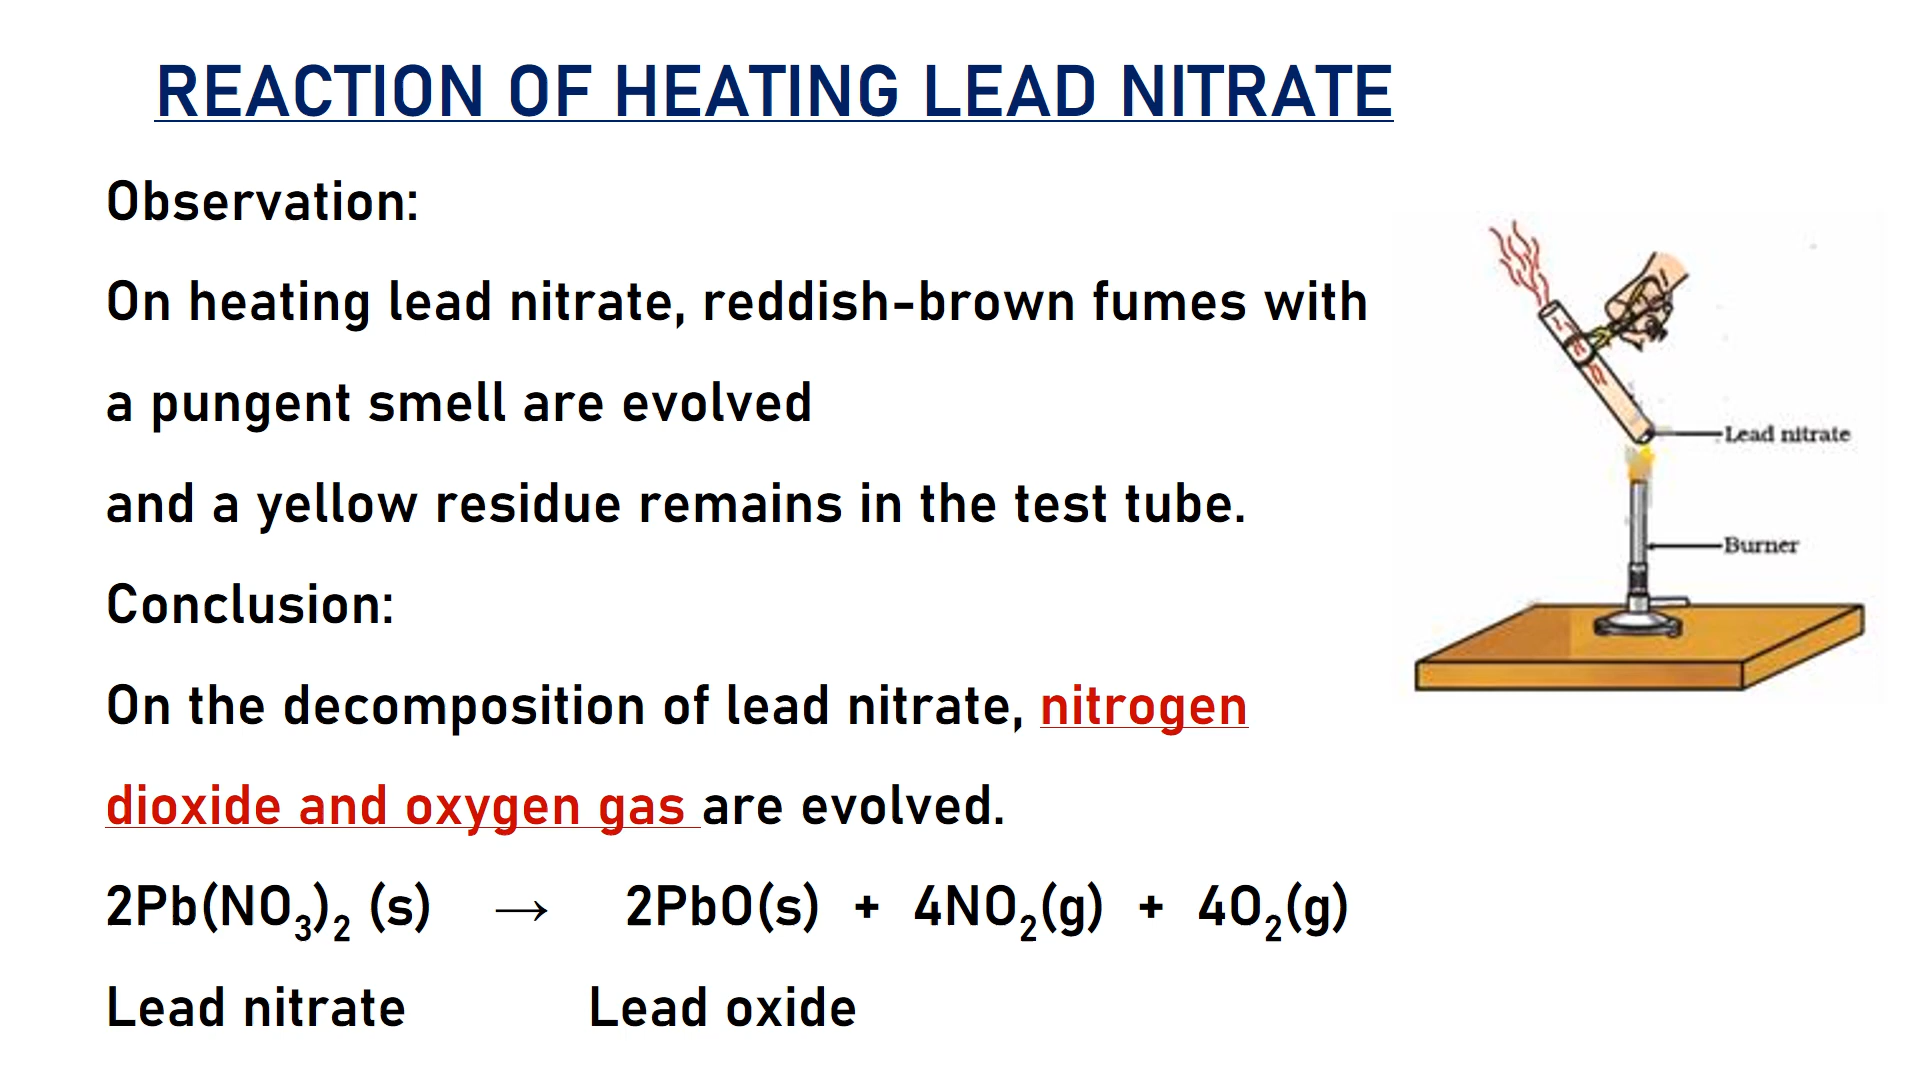 REACTION OF HEATING LEAD NITRATE
Observation:
On heating lead nitrate, reddish-brown fumes with
a pungent smell are evolved
and a yellow residue remains in the test tube.
Conclusion:
On the decomposition of lead nitrate, nitrogen
dioxide and oxygen gas are evolved.
2Pb(NO₃)₂ (s) → 2PbO(s) + 4NO₂(g) + 4O₂(g)
Lead nitrate Lead oxide
Lead nitrate
Burner